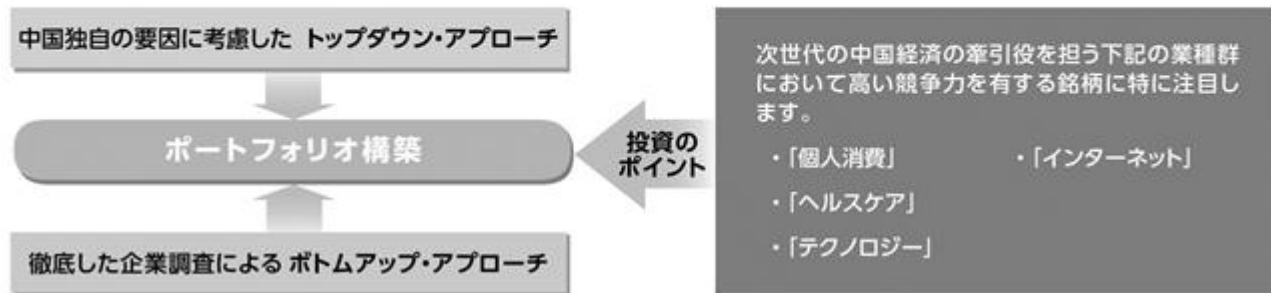 中国独自の要因に考慮した トップダウン・アプローチ
ポートフォリオ構築
徹底した企業調査による ボトムアップ・アプローチ
投資の
ポイント
次世代の中国経済の牽引役を担う下記の業種群
において高い競争力を有する銘柄に特に注目し
ます。
・「個人消費」 ・「インターネット」
・「ヘルスケア」
・「テクノロジー」